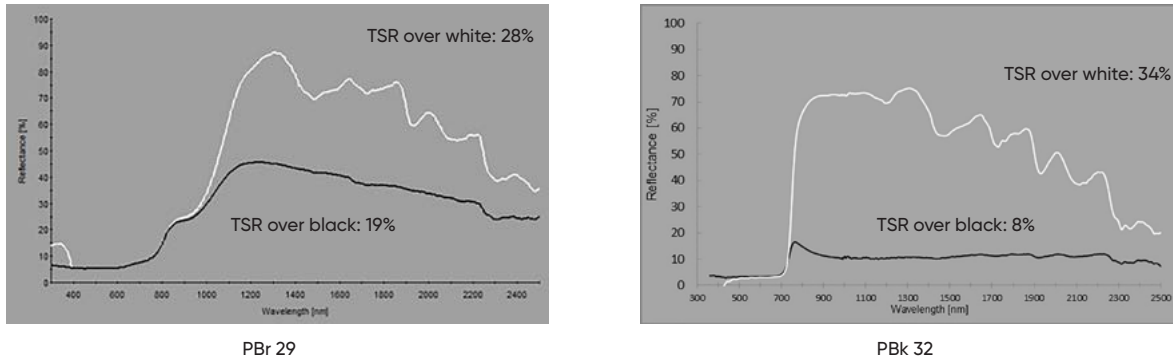 TSR over white: 28%
TSR over black: 19%
Reflectance [%]
100
90
80
70
60
50
40
30
20
10
0
400 600 800 1000 1200 1400 1600 1800 2000 2200 2400
Wavelength [nm]
PBr 29
TSR over white: 34%
TSR over black: 8%
Reflectance [%]
100
90
80
70
60
50
40
30
20
10
0
300 500 700 900 1100 1300 1500 1700 1900 2100 2300 2500
Wavelength [nm]
PBk 32